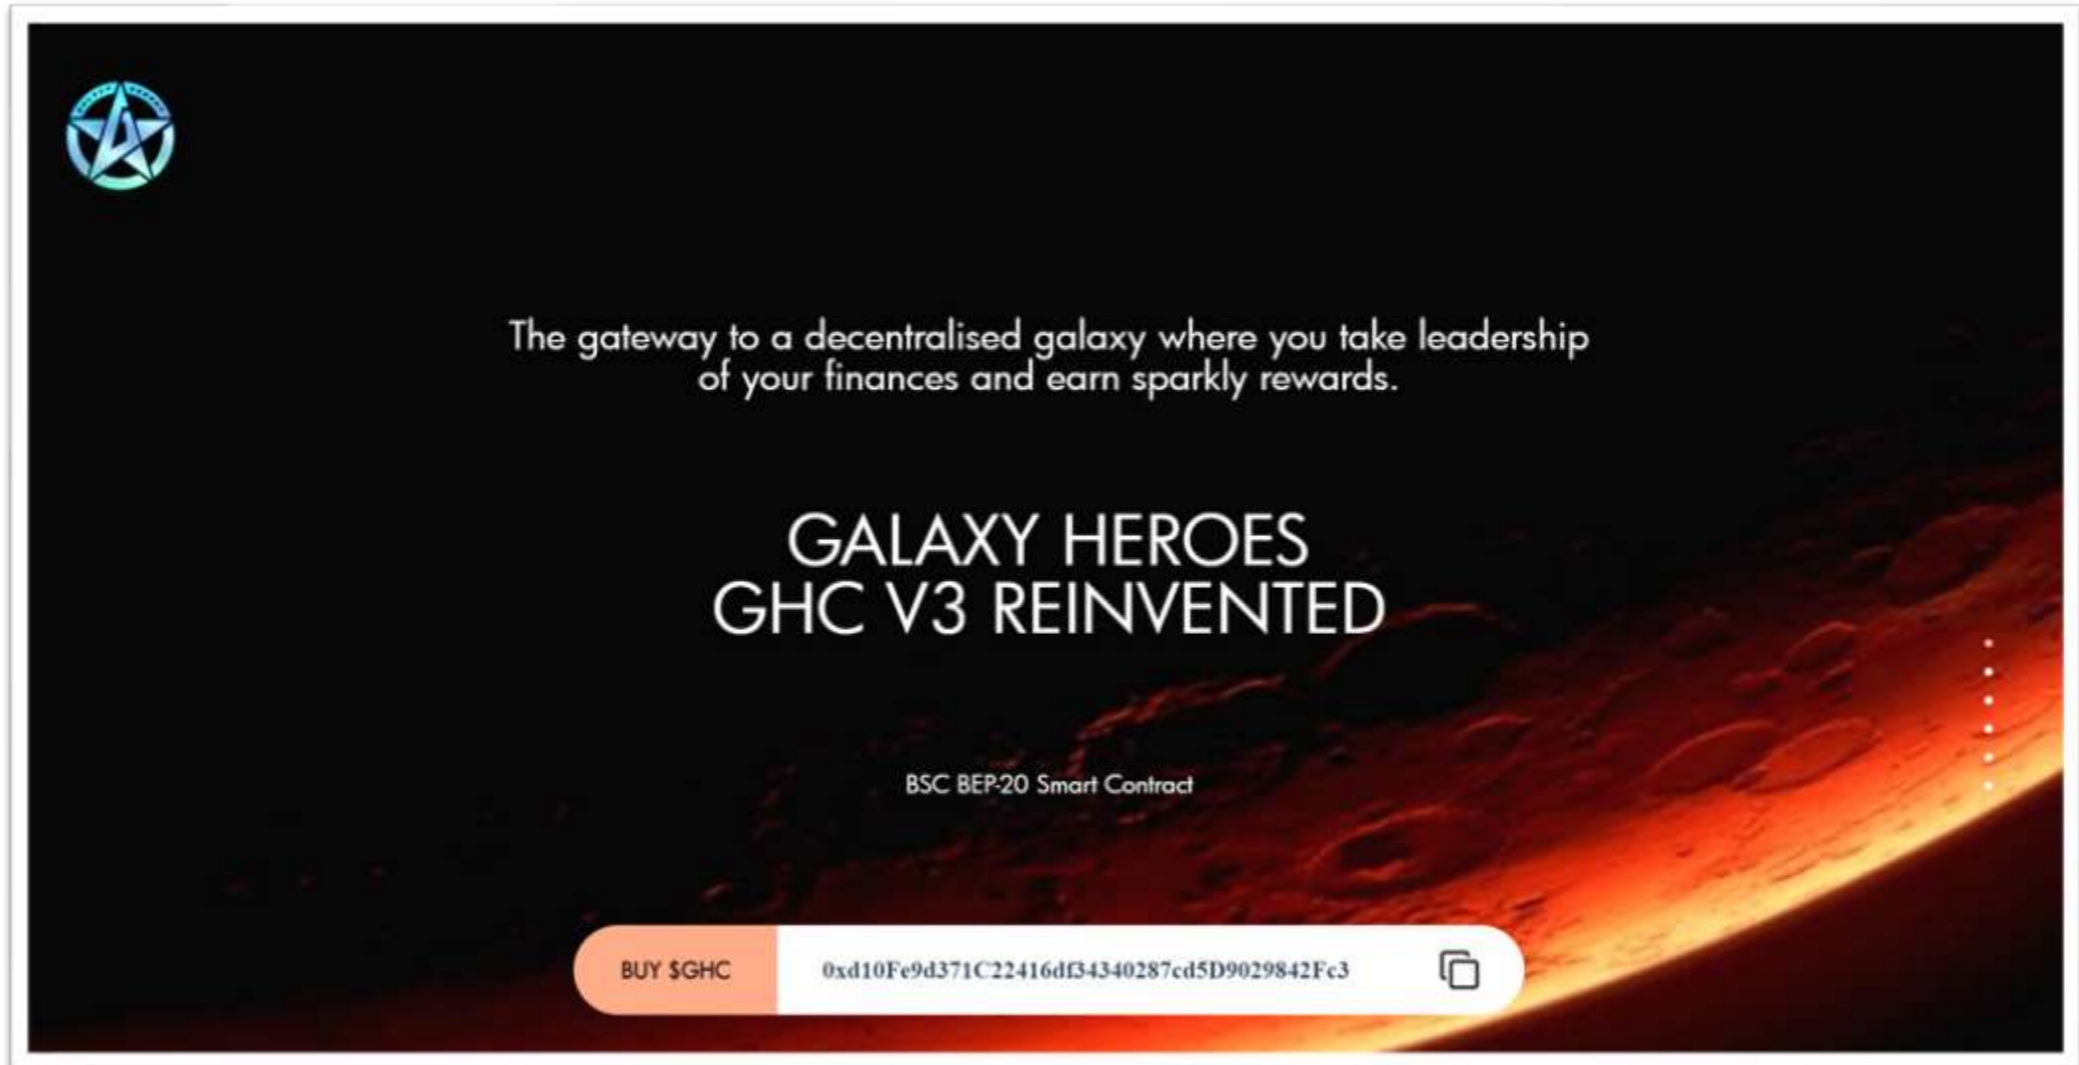 The gateway to a decentralised galaxy where you take leadership
of your finances and earn sparkly rewards.
GALAXY HEROES
GHC V3 REINVENTED
BSC BEP-20 Smart Contract
BUY $GHC
0xd10Fe9d371C22416df34340287cd5D9029842Fc3